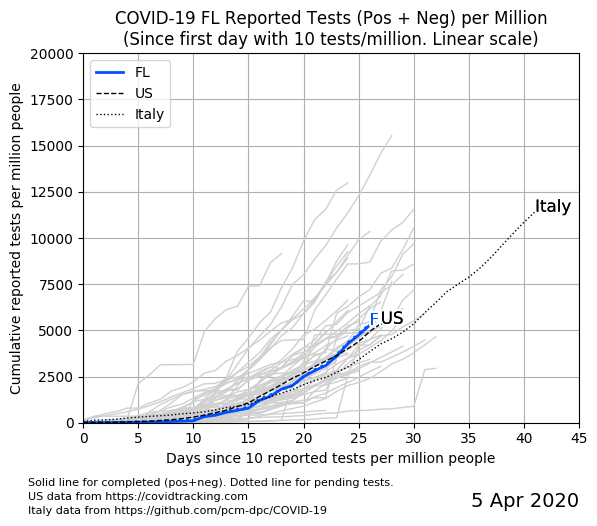 COVID-19 FL Reported Tests (Pos + Neg) per Million
(Since first day with 10 tests/million. Linear scale)
Cumulative reported tests per million people
20000
17500
15000
12500
10000
7500
5000
2500
0
FL
US
Italy
Italy
F US
0 5 10 15 20 25 30 35 40 45
Days since 10 reported tests per million people
Solid line for completed (pos+neg). Dotted line for pending tests.
US data from https://covidtracking.com
Italy data from https://github.com/pcm-dpc/COVID-19
5 Apr 2020